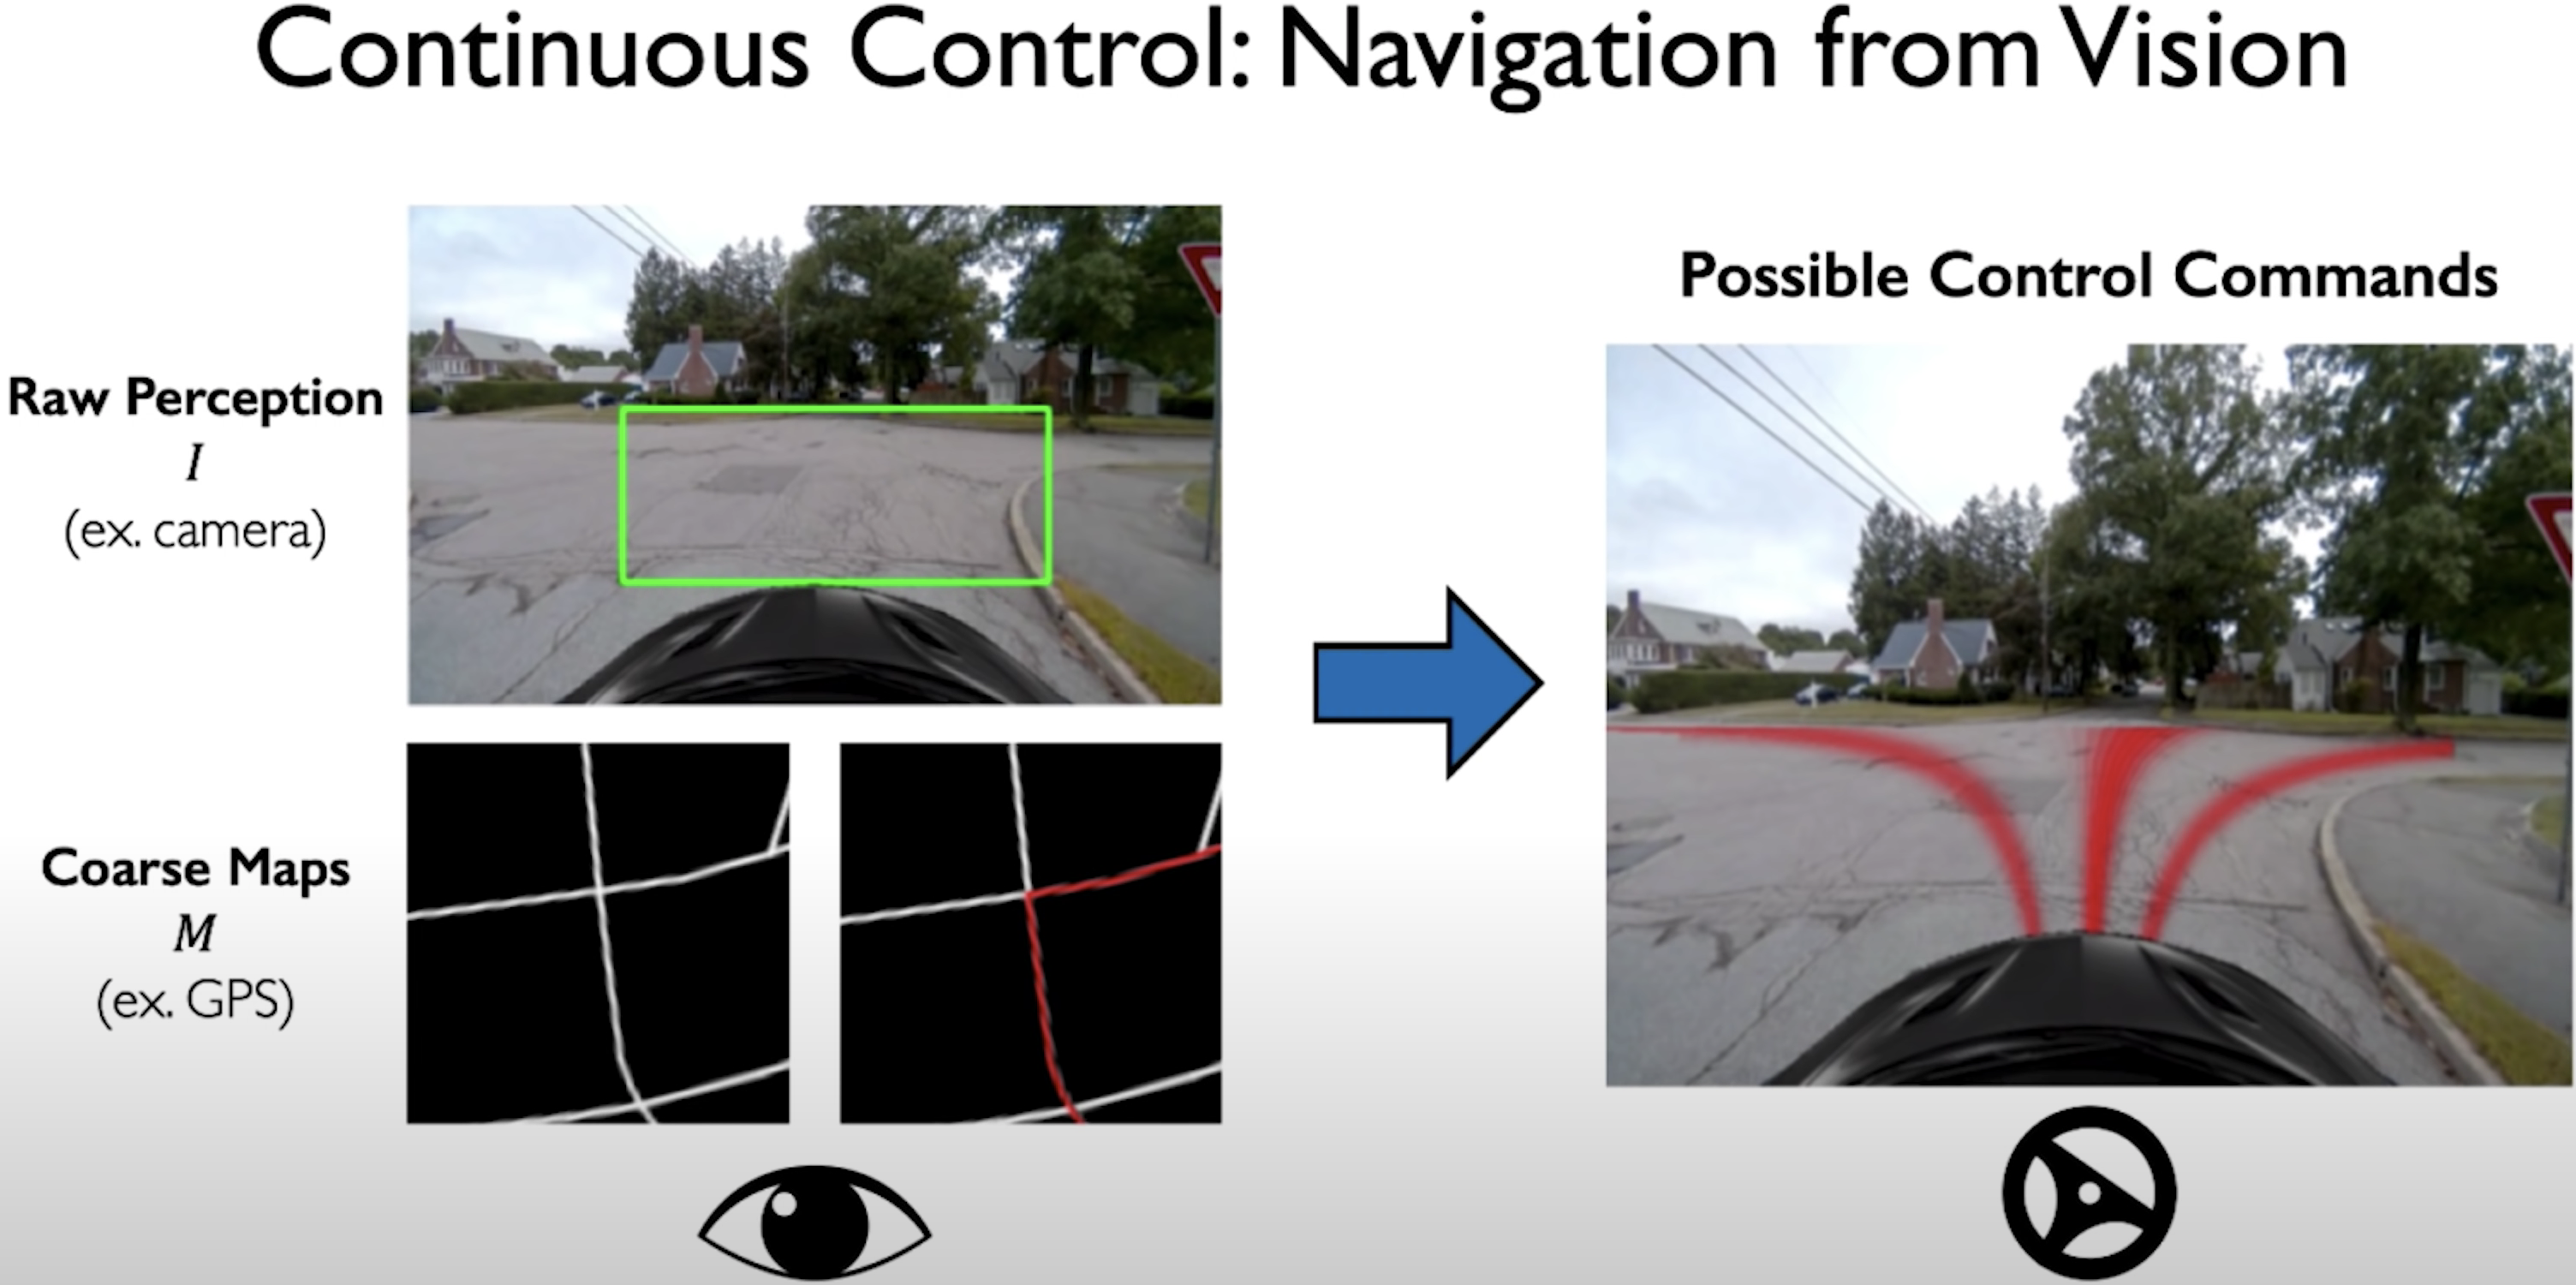 Continuous Control: Navigation from Vision
Raw Perception
I
(ex. camera)
Coarse Maps
M
(ex. GPS)
Possible Control Commands